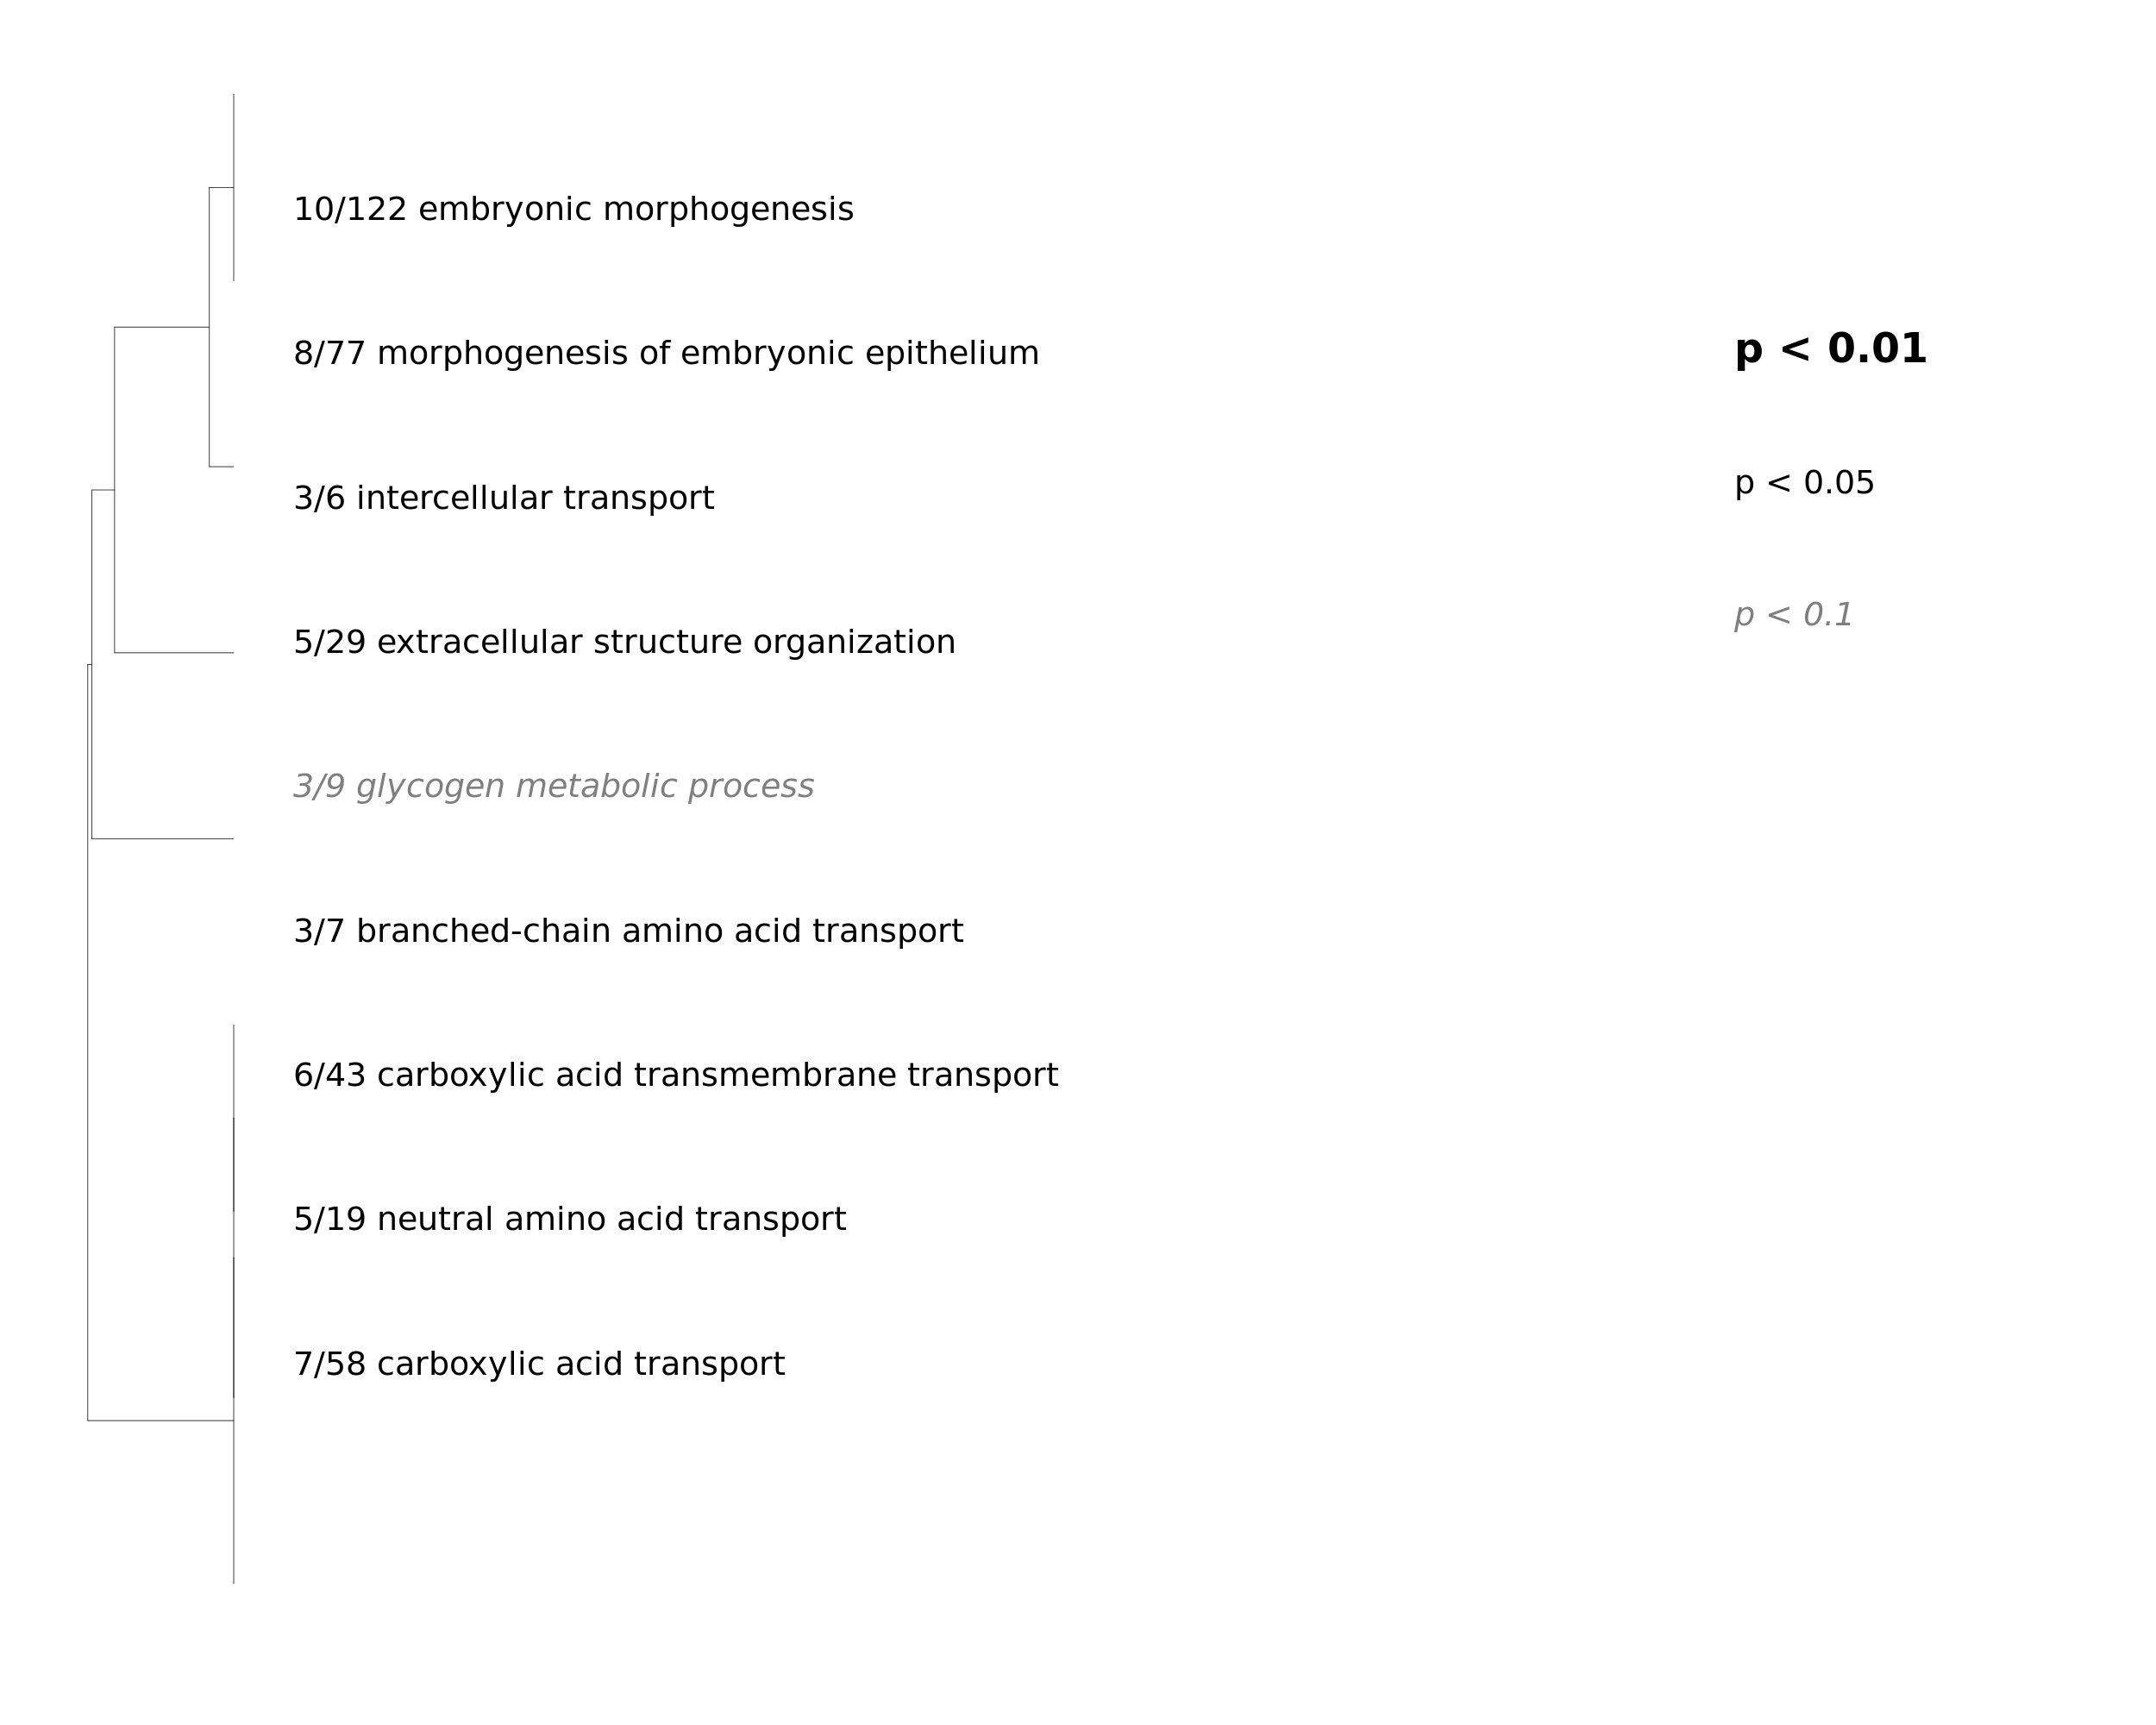 10/122 embryonic morphogenesis
8/77 morphogenesis of embryonic epithelium
3/6 intercellular transport
5/29 extracellular structure organization
3/9 glycogen metabolic process
3/7 branched-chain amino acid transport
6/43 carboxylic acid transmembrane transport
5/19 neutral amino acid transport
7/58 carboxylic acid transport
p < 0.01
p < 0.05
p < 0.1